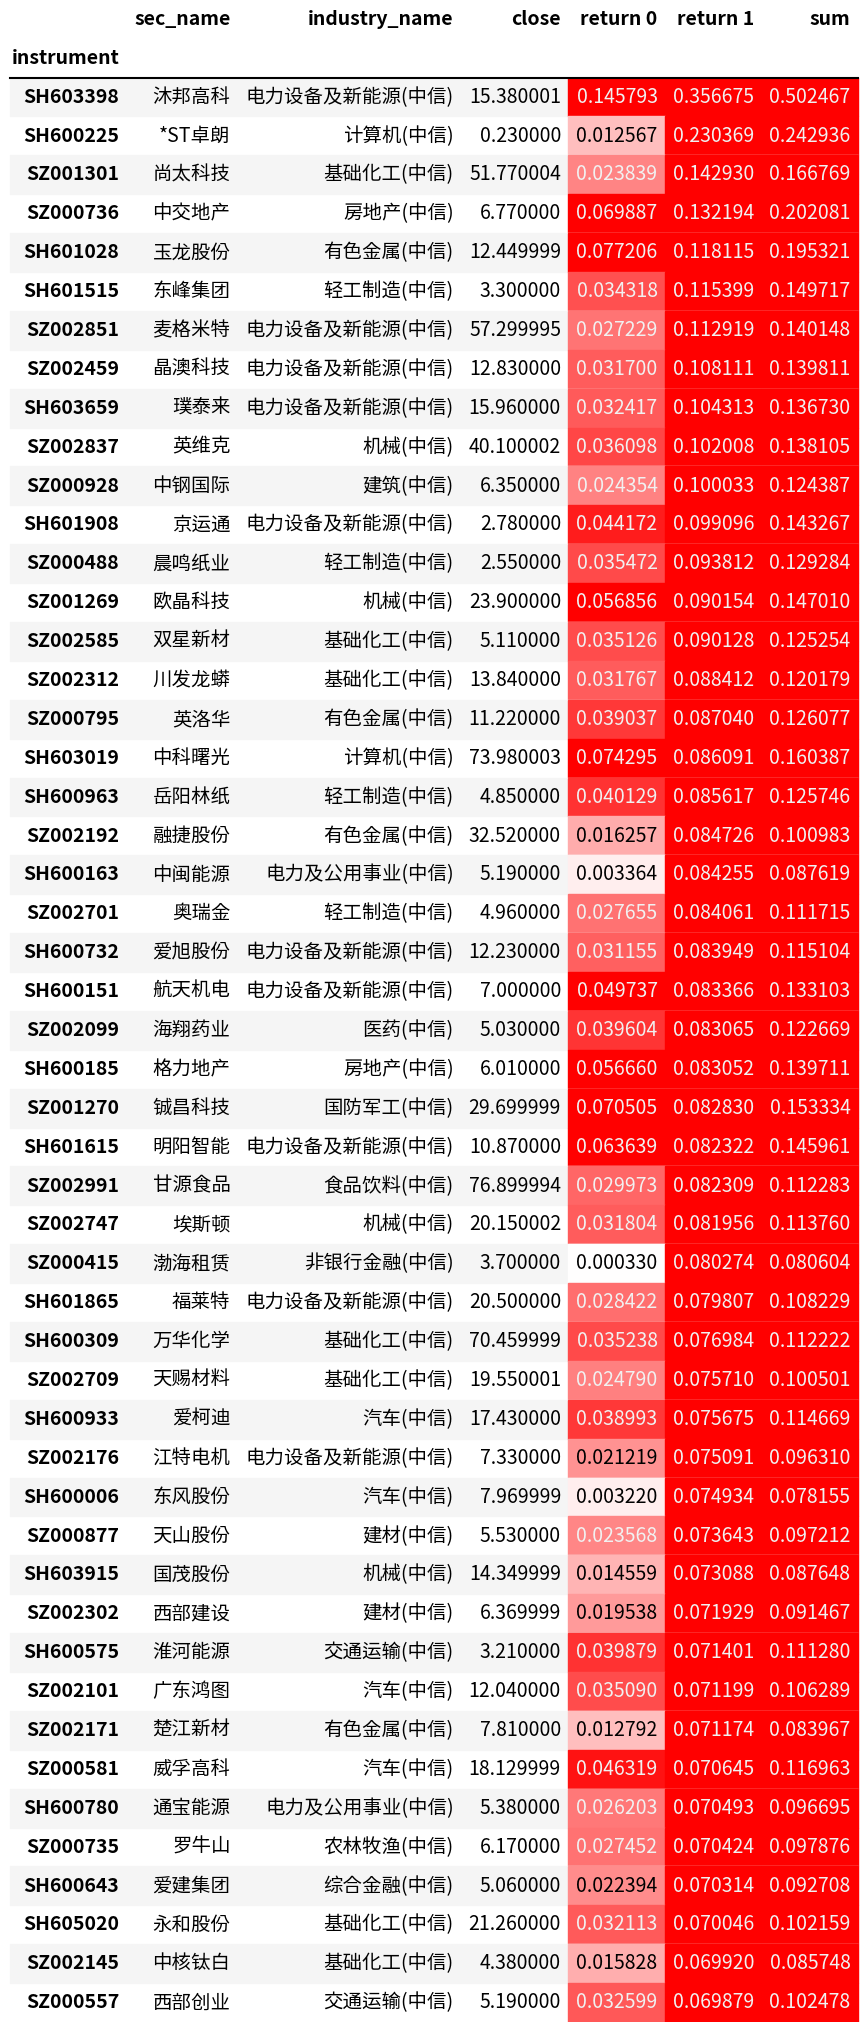 sec_name industry_name close return 0 return 1 sum
instrument
SH603398 沐邦高科 电力设备及新能源(中信) 15.380001 0.145793 0.356675 0.502467
SH600225 *ST卓朗 计算机(中信) 0.230000 0.012567 0.230369 0.242936
SZ001301 尚太科技 基础化工(中信) 51.770004 0.023839 0.142930 0.166769
SZ000736 中交地产 房地产(中信) 6.770000 0.069887 0.132194 0.202081
SH601028 玉龙股份 有色金属(中信) 12.449999 0.077206 0.118115 0.195321
SH601515 东峰集团 轻工制造(中信) 3.300000 0.034318 0.115399 0.149717
SZ002851 麦格米特 电力设备及新能源(中信) 57.299995 0.027229 0.112919 0.140148
SZ002459 晶澳科技 电力设备及新能源(中信) 12.830000 0.031700 0.108111 0.139811
SH603659 璞泰来 电力设备及新能源(中信) 15.960000 0.032417 0.104313 0.136730
SZ002837 英维克 机械(中信) 40.100002 0.036098 0.102008 0.138105
SZ000928 中钢国际 建筑(中信) 6.350000 0.024354 0.100033 0.124387
SH601908 京运通 电力设备及新能源(中信) 2.780000 0.044172 0.099096 0.143267
SZ000488 晨鸣纸业 轻工制造(中信) 2.550000 0.035472 0.093812 0.129284
SZ001269 欧晶科技 机械(中信) 23.900000 0.056856 0.090154 0.147010
SZ002585 双星新材 基础化工(中信) 5.110000 0.035126 0.090128 0.125254
SZ002312 川发龙蟒 基础化工(中信) 13.840000 0.031767 0.088412 0.120179
SZ000795 英洛华 有色金属(中信) 11.220000 0.039037 0.087040 0.126077
SH603019 中科曙光 计算机(中信) 73.980003 0.074295 0.086091 0.160387
SH600963 岳阳林纸 轻工制造(中信) 4.850000 0.040129 0.085617 0.125746
SZ002192 融捷股份 有色金属(中信) 32.520000 0.016257 0.084726 0.100983
SH600163 中闽能源 电力及公用事业(中信) 5.190000 0.003364 0.084255 0.087619
SZ002701 奥瑞金 轻工制造(中信) 4.960000 0.027655 0.084061 0.111715
SH600732 爱旭股份 电力设备及新能源(中信) 12.230000 0.031155 0.083949 0.115104
SH600151 航天机电 电力设备及新能源(中信) 7.000000 0.049737 0.083366 0.133103
SZ002099 海翔药业 医药(中信) 5.030000 0.039604 0.083065 0.122669
SH600185 格力地产 房地产(中信) 6.010000 0.056660 0.083052 0.139711
SZ001270 铖昌科技 国防军工(中信) 29.699999 0.070505 0.082830 0.153334
SH601615 明阳智能 电力设备及新能源(中信) 10.870000 0.063639 0.082322 0.145961
SZ002991 甘源食品 食品饮料(中信) 76.899994 0.029973 0.082309 0.112283
SZ002747 埃斯顿 机械(中信) 20.150002 0.031804 0.081956 0.113760
SZ000415 渤海租赁 非银行金融(中信) 3.700000 0.000330 0.080274 0.080604
SH601865 福莱特 电力设备及新能源(中信) 20.500000 0.028422 0.079807 0.108229
SH600309 万华化学 基础化工(中信) 70.459999 0.035238 0.076984 0.112222
SZ002709 天赐材料 基础化工(中信) 19.550001 0.024790 0.075710 0.100501
SH600933 爱柯迪 汽车(中信) 17.430000 0.038993 0.075675 0.114669
SZ002176 江特电机 电力设备及新能源(中信) 7.330000 0.021219 0.075091 0.096310
SH600006 东风股份 汽车(中信) 7.969999 0.003220 0.074934 0.078155
SZ000877 天山股份 建材(中信) 5.530000 0.023568 0.073643 0.097212
SH603915 国茂股份 机械(中信) 14.349999 0.014559 0.073088 0.087648
SZ002302 西部建设 建材(中信) 6.369999 0.019538 0.071929 0.091467
SH600575 淮河能源 交通运输(中信) 3.210000 0.039879 0.071401 0.111280
SZ002101 广东鸿图 汽车(中信) 12.040000 0.035090 0.071199 0.106289
SZ002171 楚江新材 有色金属(中信) 7.810000 0.012792 0.071174 0.083967
SZ000581 威孚高科 汽车(中信) 18.129999 0.046319 0.070645 0.116963
SH600780 通宝能源 电力及公用事业(中信) 5.380000 0.026203 0.070493 0.096695
SZ000735 罗牛山 农林牧渔(中信) 6.170000 0.027452 0.070424 0.097876
SH600643 爱建集团 综合金融(中信) 5.060000 0.022394 0.070314 0.092708
SH605020 永和股份 基础化工(中信) 21.260000 0.032113 0.070046 0.102159
SZ002145 中核钛白 基础化工(中信) 4.380000 0.015828 0.069920 0.085748
SZ000557 西部创业 交通运输(中信) 5.190000 0.032599 0.069879 0.102478